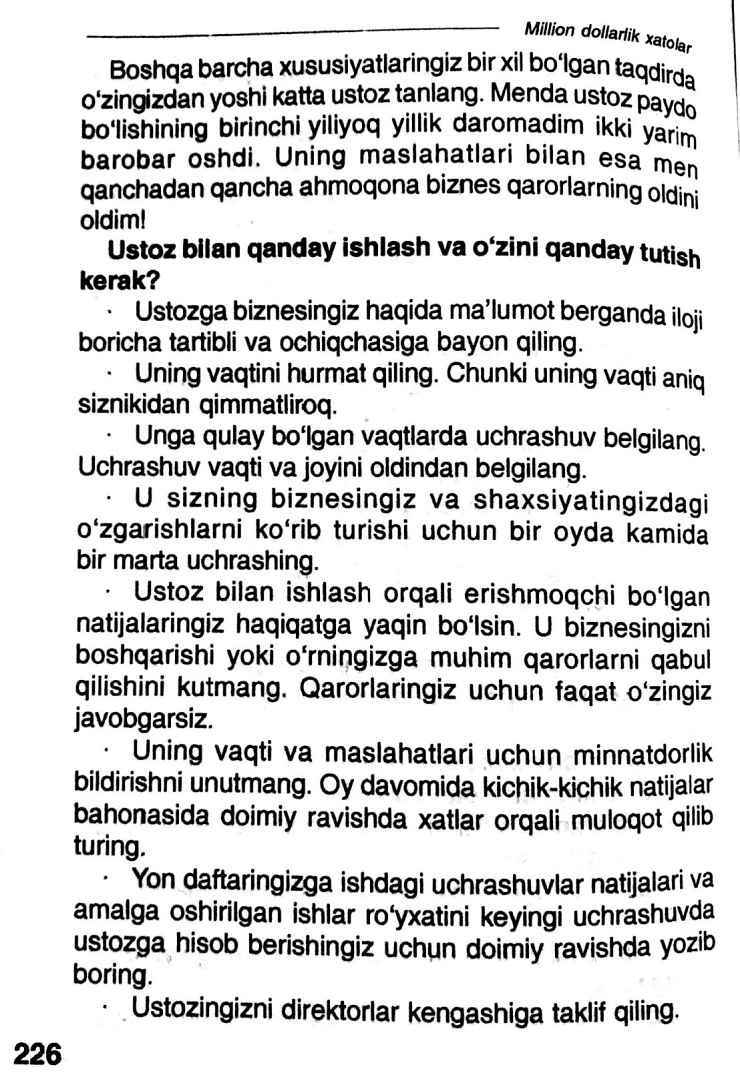 Million dollarlik xatolar
Boshqa barcha xususiyatlaringiz bir xil bo‘lgan taqdirda
o‘zingizdan yoshi katta ustoz tanlang. Menda ustoz paydo
bo‘lishining birinchi yiliyoq yillik daromadim ikki yarim
barobar oshdi. Uning maslahatlari bilan esa men
qanchadan qancha ahmoqona biznes qarorlarning oldini
oldim!
Ustoz bilan qanday ishlash va o‘zini qanday tutish
kerak?
· Ustozga biznesingiz haqida ma’lumot berganda iloji
boricha tartibli va ochiqchasiga bayon qiling.
· Uning vaqtini hurmat qiling. Chunki uning vaqti aniq
siznikidan qimmatliroq.
· Unga qulay bo‘lgan vaqtlarda uchrashuv belgilang.
Uchrashuv vaqti va joyini oldindan belgilang.
· U sizning biznesingiz va shaxsiyatingizdagi
o‘zgarishlarni ko‘rib turishi uchun bir oyda kamida
bir marta uchrashing.
· Ustoz bilan ishlash orqali erishmoqchi bo‘lgan
natijalaringiz haqiqatga yaqin bo‘lsin. U biznesingizni
boshqarishi yoki o‘rningizga muhim qarorlarni qabul
qilishini kutmang. Qarorlaringiz uchun faqat o‘zingiz
javobgarsiz.
· Uning vaqti va maslahatlari uchun minnatdorlik
bildirishni unutmang. Oy davomida kichik-kichik natijalar
bahonasida doimiy ravishda xatlar orqali muloqot qilib
turing.
· Yon daftaringizga ishdagi uchrashuvlar natijalari va
amalga oshirilgan ishlar ro‘yxatini keyingi uchrashuvda
ustozga hisob berishingiz uchun doimiy ravishda yozib
boring.
· Ustozingizni direktorlar kengashiga taklif qiling.
226